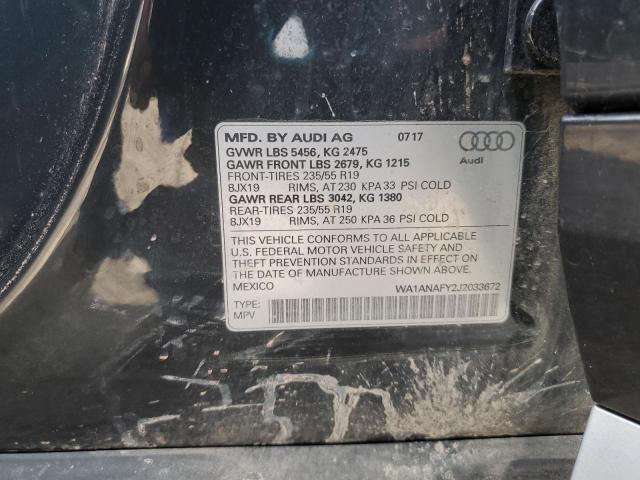 MFD. BY AUDI AG 0717
GVWR LBS 5456, KG 2475
GAWR FRONT LBS 2679, KG 1215
FRONT-TIRES 235/55 R19
8JX19 RIMS, AT 230 KPA 33 PSI COLD
GAWR REAR LBS 3042, KG 1380
REAR-TIRES 235/55 R19
8JX19 RIMS, AT 250 KPA 36 PSI COLD
Audi
THIS VEHICLE CONFORMS TO ALL APPLICABLE
U.S. FEDERAL MOTOR VEHICLE SAFETY AND
THEFT PREVENTION STANDARDS IN EFFECT ON
THE DATE OF MANUFACTURE SHOWN ABOVE.
MEXICO WA1ANAFY2J2033672
TYPE:
MPV